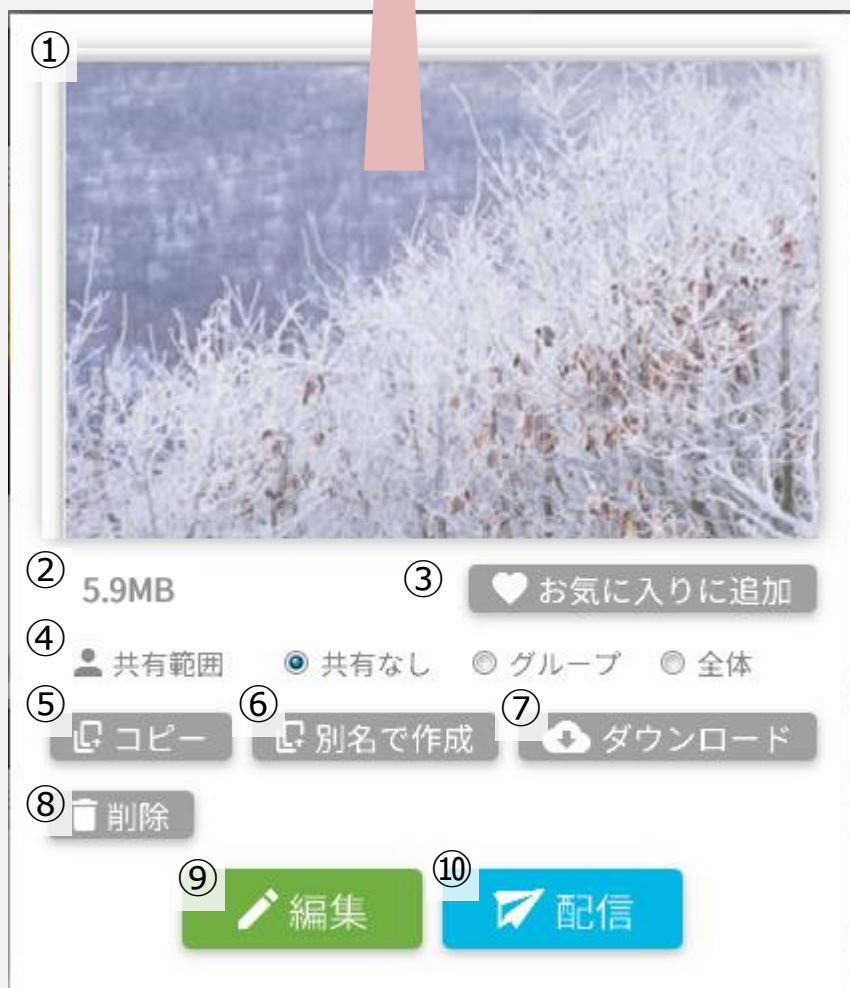 ①
② 5.9MB ③ お気に入りに追加
④ 共有範囲 共有なし グループ 全体
⑤ コピー ⑥ 別名で作成 ⑦ ダウンロード
⑧ 削除
⑨ 編集 ⑩ 配信